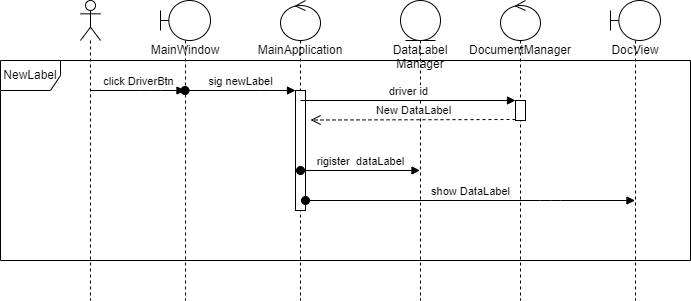 MainWindow
MainApplication
DataLabel
Manager
DocumentManager
DocView
NewLabel
click DriverBtn
sig newLabel
driver id
New DataLabel
rigister dataLabel
show DataLabel